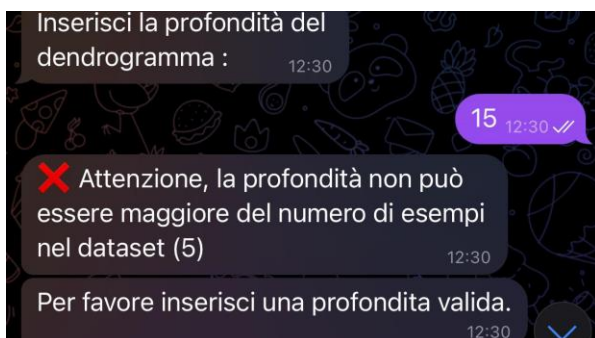 Inserisci la profondità del
dendrogramma :
12:30
15 12:30
❌ Attenzione, la profondità non può
essere maggiore del numero di esempi
nel dataset (5)
12:30
Per favore inserisci una profondita valida.
12:30